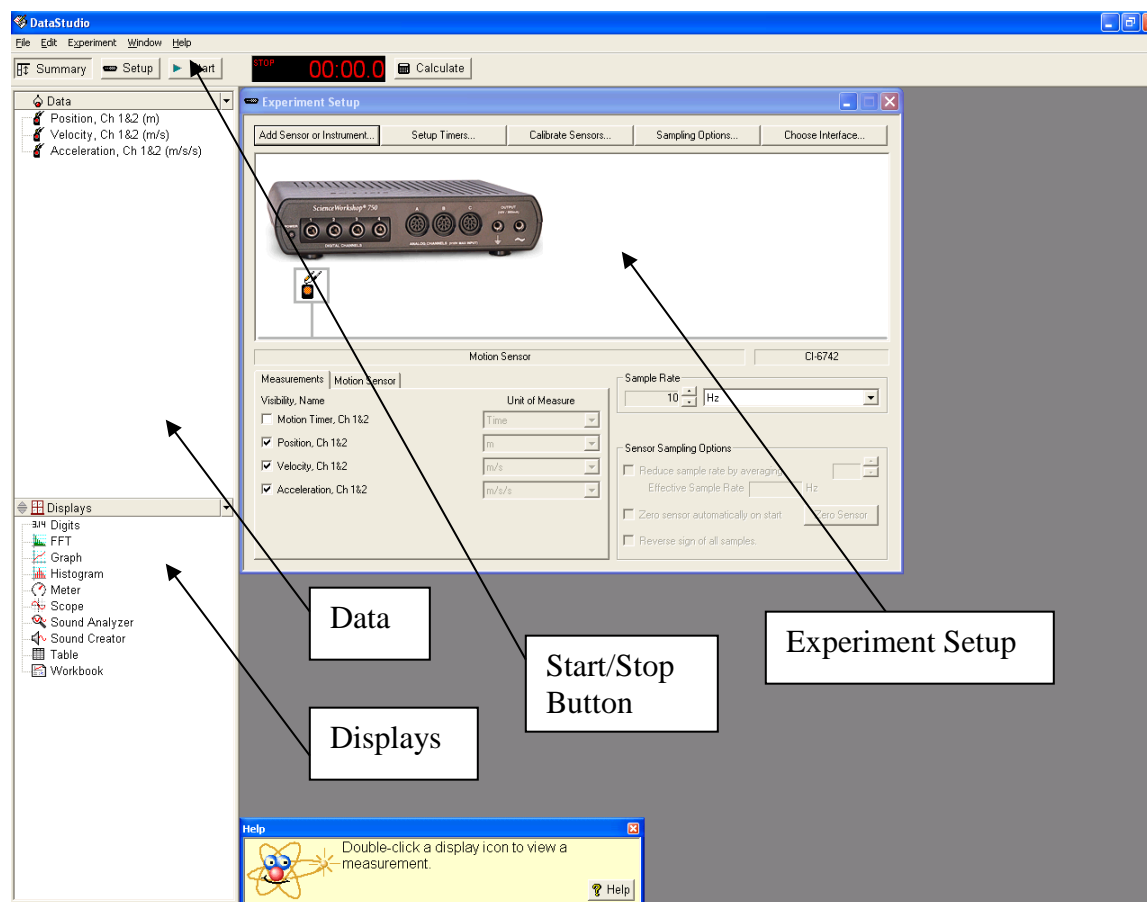 DataStudio
File Edit Experiment Window Help
Summary Setup Start STOP 00:00.0 Calculate
Data
Position, Ch 1&2 (m)
Velocity, Ch 1&2 (m/s)
Acceleration, Ch 1&2 (m/s/s)
Displays
3.14 Digits
FFT
Graph
Histogram
Meter
Scope
Sound Analyzer
Sound Creator
Table
Workbook
Experiment Setup
Add Sensor or Instrument... Setup Timers... Calibrate Sensors... Sampling Options... Choose Interface...
ScienceWorkshop® 750
A B C OUTPUT
POWER
DIGITAL CHANNELS ANALOG CHANNELS
Motion Sensor CI-6742
Measurements Motion Sensor
Visibility, Name Unit of Measure
Motion Timer, Ch 1&2 Time
Position, Ch 1&2 m
Velocity, Ch 1&2 m/s
Acceleration, Ch 1&2 m/s/s
Sample Rate
10 Hz
Sensor Sampling Options
Reduce sample rate by averaging
Effective Sample Rate Hz
Zero sensor automatically on start Zero Sensor
Reverse sign of all samples.
Data
Start/Stop
Button
Experiment Setup
Displays
Help
Double-click a display icon to view a
measurement.
Help